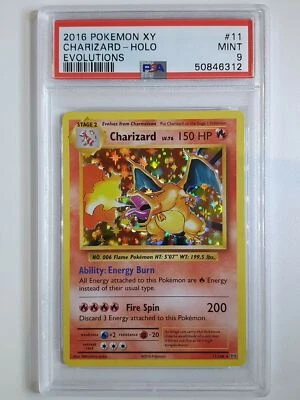 2016 POKEMON XY #11
CHARIZARD - HOLO MINT
EVOLUTIONS PSA 9
50846312
STAGE 2 Evolves from Charmeleon
Charizard LV.76 150 HP
NO. 006 Flame Pokémon HT: 5'07" WT: 199.5 lbs.
Ability: Energy Burn
All Energy attached to this Pokémon are Energy
instead of their usual type.
Fire Spin 200
Discard 3 Energy attached to this Pokémon.
weakness ×2 resistance -20
retreat cost